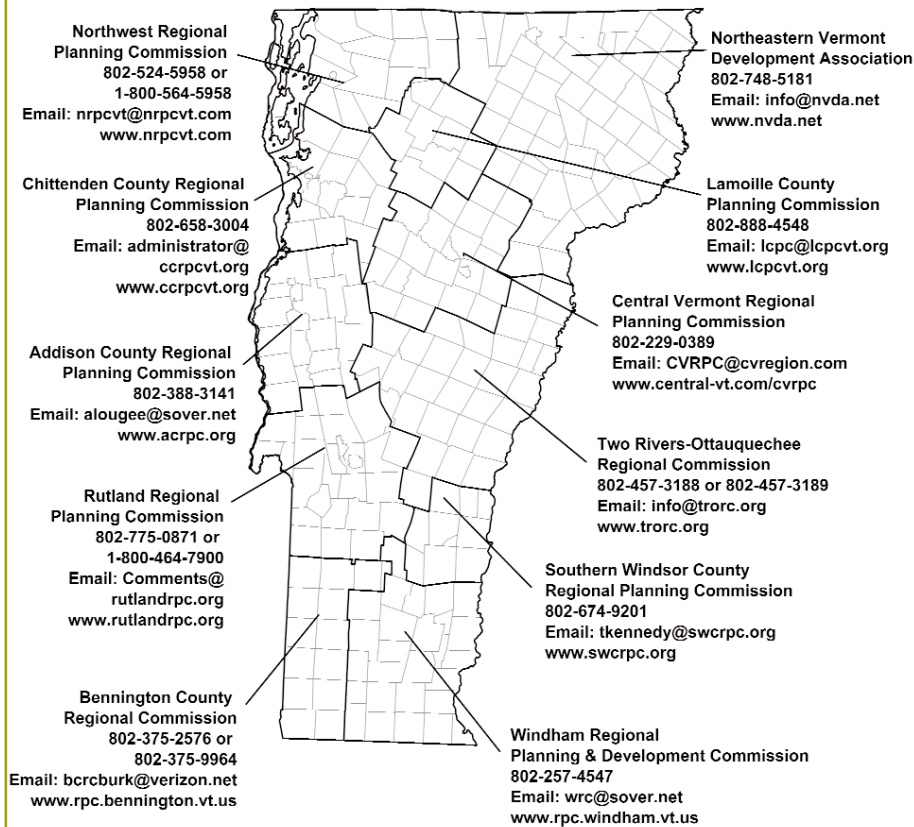 Northwest Regional
Planning Commission
802-524-5958 or
1-800-564-5958
Email: nrpcvt@nrpcvt.com
www.nrpcvt.com
Chittenden County Regional
Planning Commission
802-658-3004
Email: administrator@
ccrpcvt.org
www.ccrpcvt.org
Addison County Regional
Planning Commission
802-388-3141
Email: alougee@sover.net
www.acrpc.org
Rutland Regional
Planning Commission
802-775-0871 or
1-800-464-7900
Email: Comments@
rutlandrpc.org
www.rutlandrpc.org
Bennington County
Regional Commission
802-375-2576 or
802-375-9964
Email: bcrcburk@verizon.net
www.rpc.bennington.vt.us
Northeastern Vermont
Development Association
802-748-5181
Email: info@nvda.net
www.nvda.net
Lamoille County
Planning Commission
802-888-4548
Email: lcpc@lcpcvt.org
www.lcpcvt.org
Central Vermont Regional
Planning Commission
802-229-0389
Email: CVRPC@cvregion.com
www.central-vt.com/cvrpc
Two Rivers-Ottauquechee
Regional Commission
802-457-3188 or 802-457-3189
Email: info@trorc.org
www.trorc.org
Southern Windsor County
Regional Planning Commission
802-674-9201
Email: tkennedy@swcrpc.org
www.swcrpc.org
Windham Regional
Planning & Development Commission
802-257-4547
Email: wrc@sover.net
www.rpc.windham.vt.us